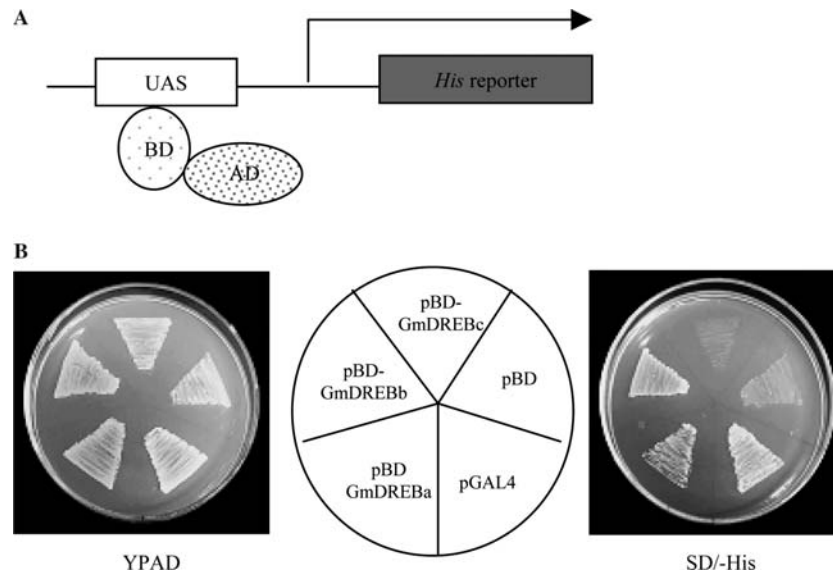 A
UAS
His reporter
BD
AD
B
pBD-
GmDREBc
pBD-
GmDREBb
pBD
pBD
GmDREBa
pGAL4
YPAD
SD/-His